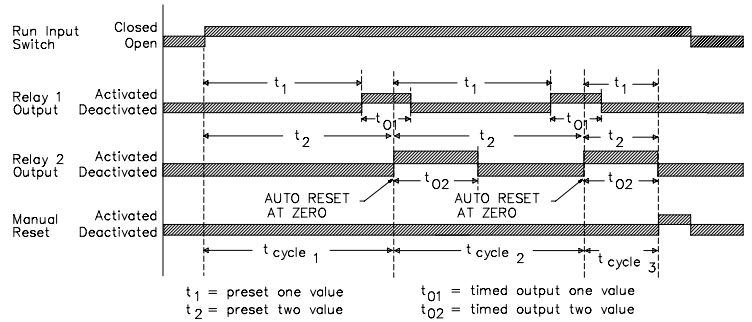 Run Input Switch
Closed
Open
t1
t1
t1
Relay 1 Output
Activated
Deactivated
t01
t01
t2
t2
t2
Relay 2 Output
Activated
Deactivated
t02
t02
AUTO RESET AT ZERO
AUTO RESET AT ZERO
Manual Reset
Activated
Deactivated
t cycle 1
t cycle 2
t cycle 3
t1 = preset one value
t2 = preset two value
t01 = timed output one value
t02 = timed output two value